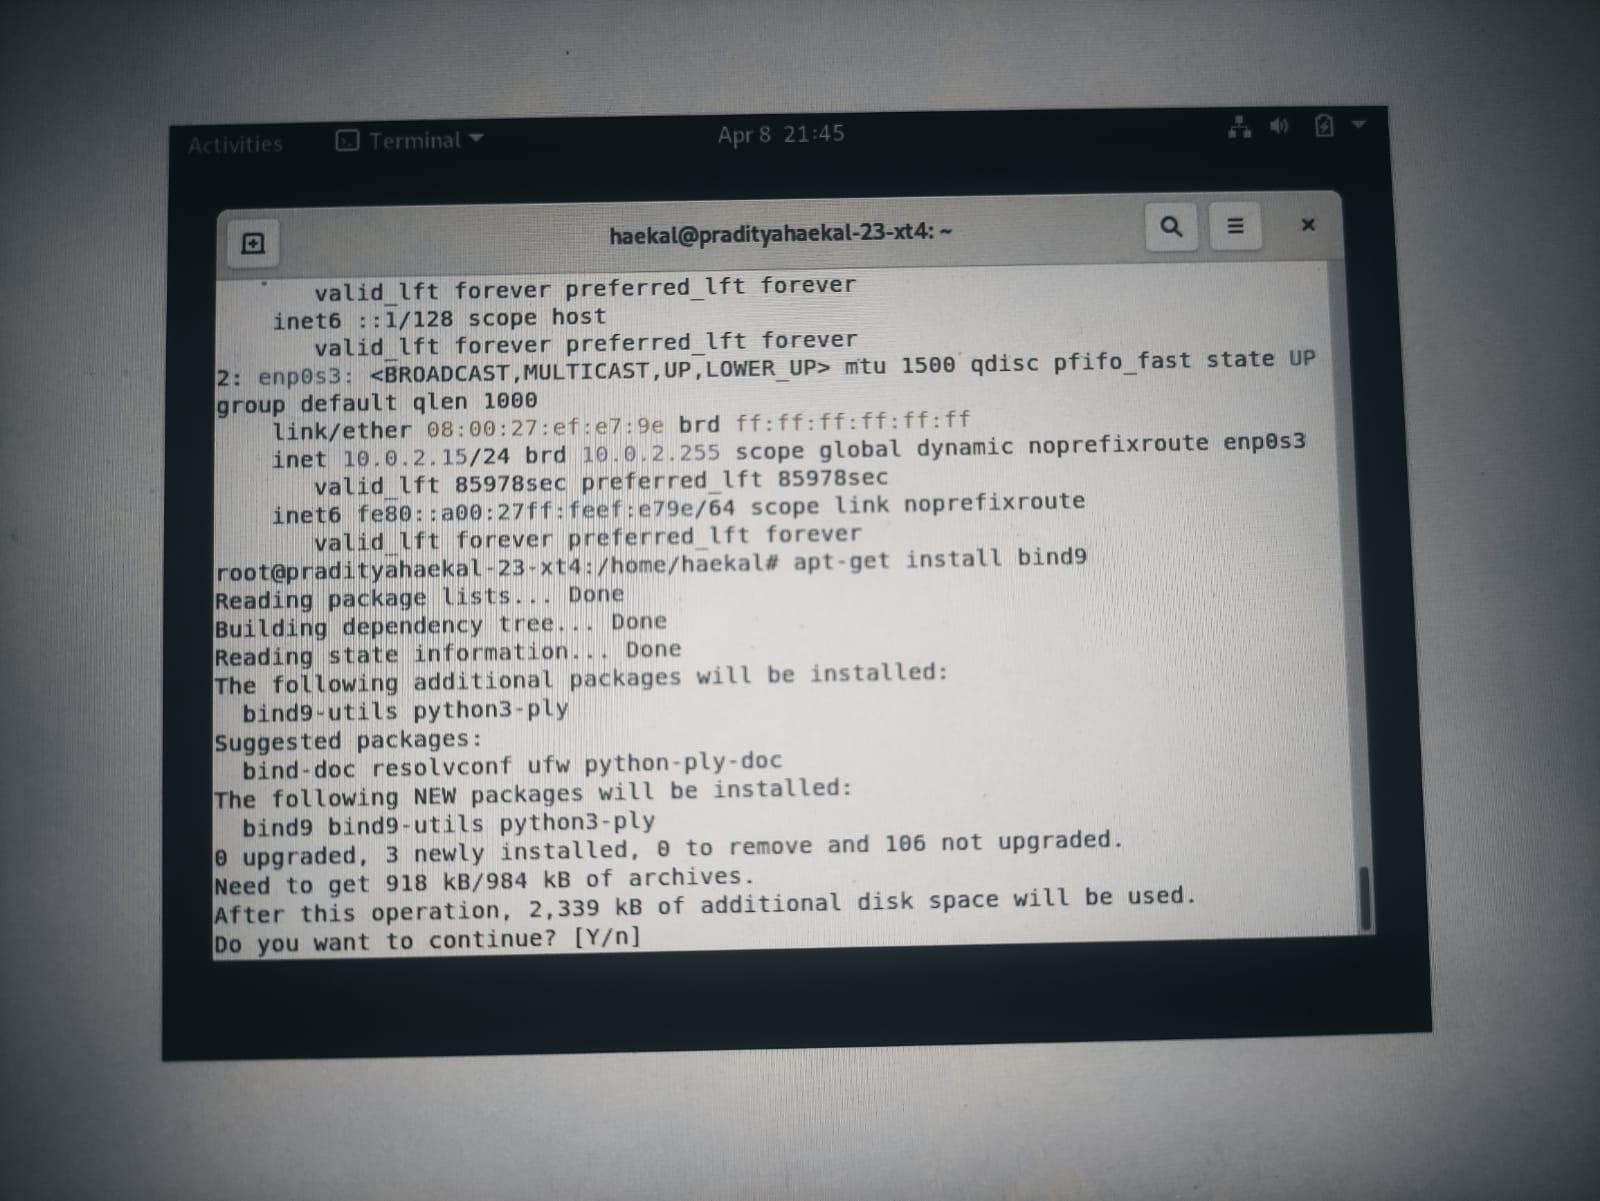 Activities
Terminal
Apr 8 21:45
haekal@pradityahaekal-23-xt4: ~
valid_lft forever preferred_lft forever
inet6 ::1/128 scope host
valid_lft forever preferred_lft forever
2: enp0s3: <BROADCAST,MULTICAST,UP,LOWER_UP> mtu 1500 qdisc pfifo_fast state UP
group default qlen 1000
link/ether 08:00:27:ef:e7:9e brd ff:ff:ff:ff:ff:ff
inet 10.0.2.15/24 brd 10.0.2.255 scope global dynamic noprefixroute enp0s3
valid_lft 85978sec preferred_lft 85978sec
inet6 fe80::a00:27ff:feef:e79e/64 scope link noprefixroute
valid_lft forever preferred_lft forever
root@pradityahaekal-23-xt4:/home/haekal# apt-get install bind9
Reading package lists... Done
Building dependency tree... Done
Reading state information... Done
The following additional packages will be installed:
bind9-utils python3-ply
Suggested packages:
bind-doc resolvconf ufw python-ply-doc
The following NEW packages will be installed:
bind9 bind9-utils python3-ply
0 upgraded, 3 newly installed, 0 to remove and 106 not upgraded.
Need to get 918 kB/984 kB of archives.
After this operation, 2,339 kB of additional disk space will be used.
Do you want to continue? [Y/n]